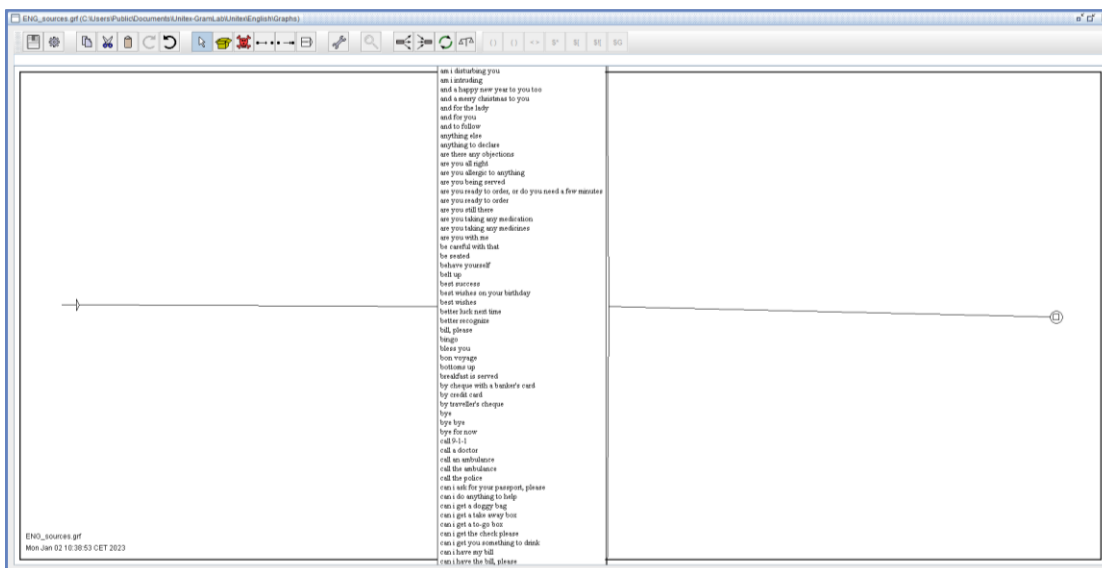 ENG_sources.grf (C:\Users\Public\Documents\Unitex-GramLab\Unitex\English\Graphs)
am i disturbing you
am i intruding
and a happy new year to you too
and a merry christmas to you
and for the lady
and for you
and to follow
anything else
anything to declare
are there any objections
are you all right
are you allergic to anything
are you being served
are you ready to order, or do you need a few minutes
are you ready to order
are you still there
are you taking any medication
are you taking any medicines
are you with me
be careful with that
be seated
behave yourself
belt up
best success
best wishes on your birthday
best wishes
better luck next time
better recognize
bill, please
bingo
bless you
bon voyage
bottoms up
breakfast is served
by cheque with a banker's card
by credit card
by traveller's cheque
bye
bye bye
bye for now
call 9-1-1
call a doctor
call an ambulance
call the ambulance
call the police
can i ask for your passport, please
can i do anything to help
can i get a doggy bag
can i get a take away box
can i get a to-go box
can i get the check please
can i get you something to drink
can i have my bill
can i have the bill, please
ENG_sources.grf
Mon Jan 02 10:38:53 CET 2023